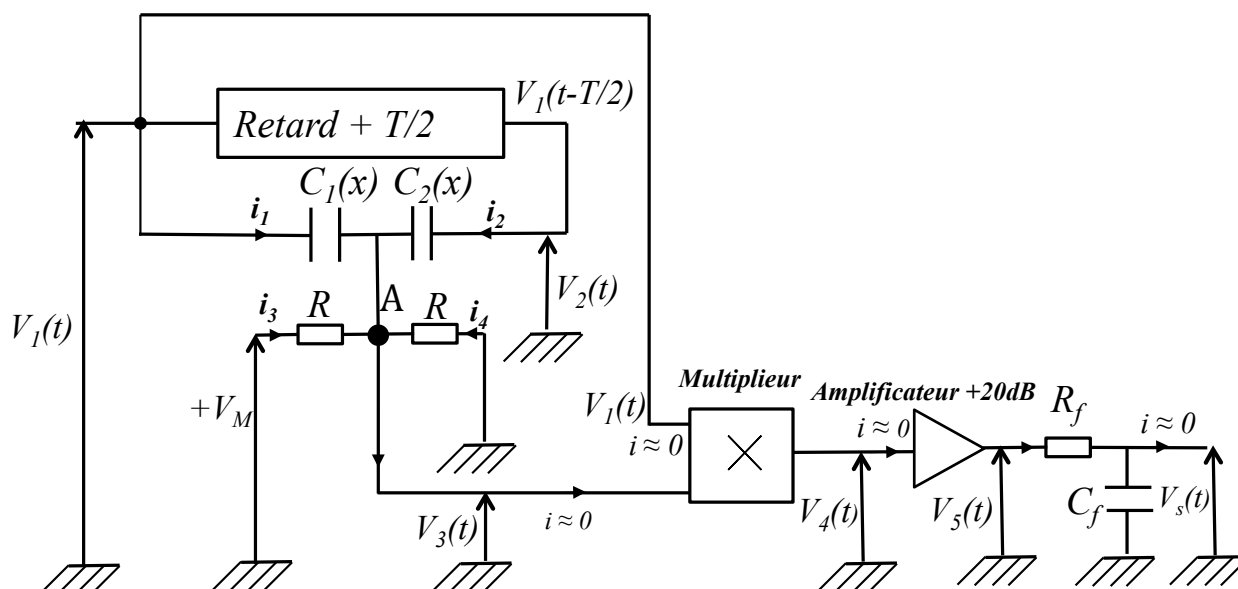 V1(t-T/2)
Retard + T/2
C1(x) C2(x)
i1 i2
V2(t)
V1(t)
i3 R A R i4
+VM
Multiplieur
Amplificateur +20dB
V1(t)
i ≈ 0
×
i ≈ 0
Rf
i ≈ 0
V3(t)
i ≈ 0
V4(t)
V5(t)
Cf
Vs(t)